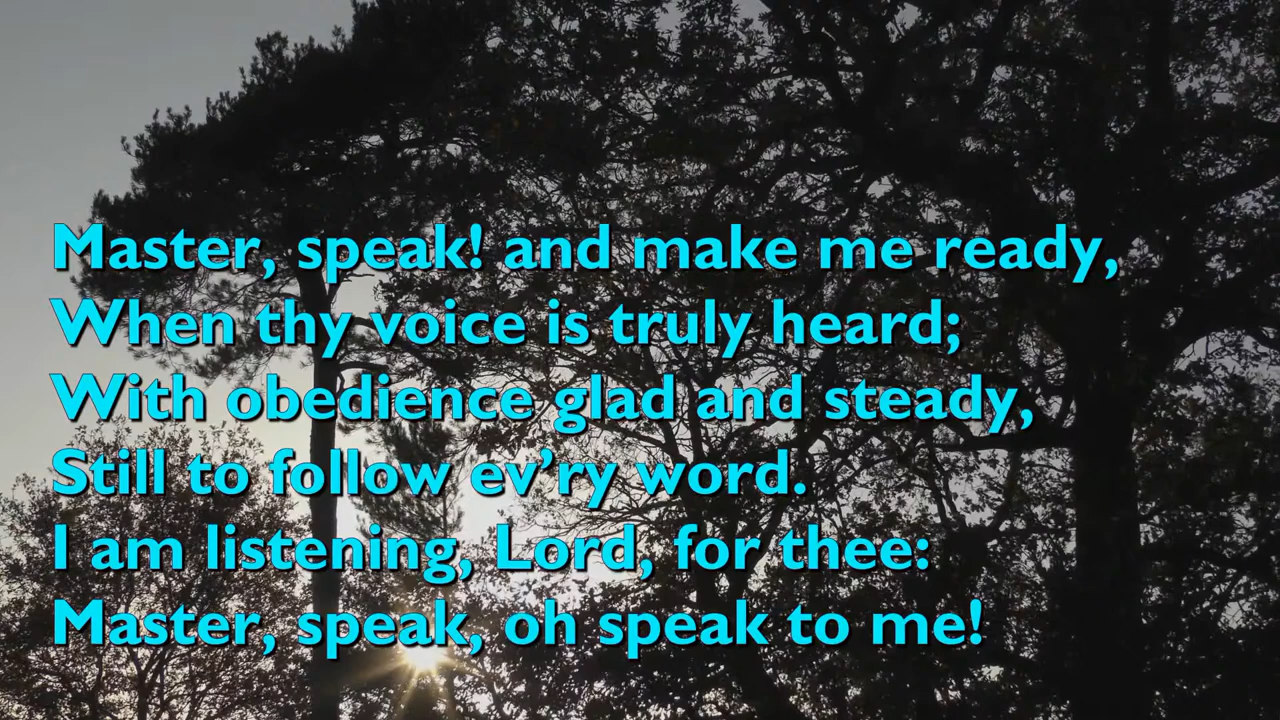 Master, speak! and make me ready,
When thy voice is truly heard;
With obedience glad and steady,
Still to follow ev’ry word.
I am listening, Lord, for thee:
Master, speak, oh speak to me!